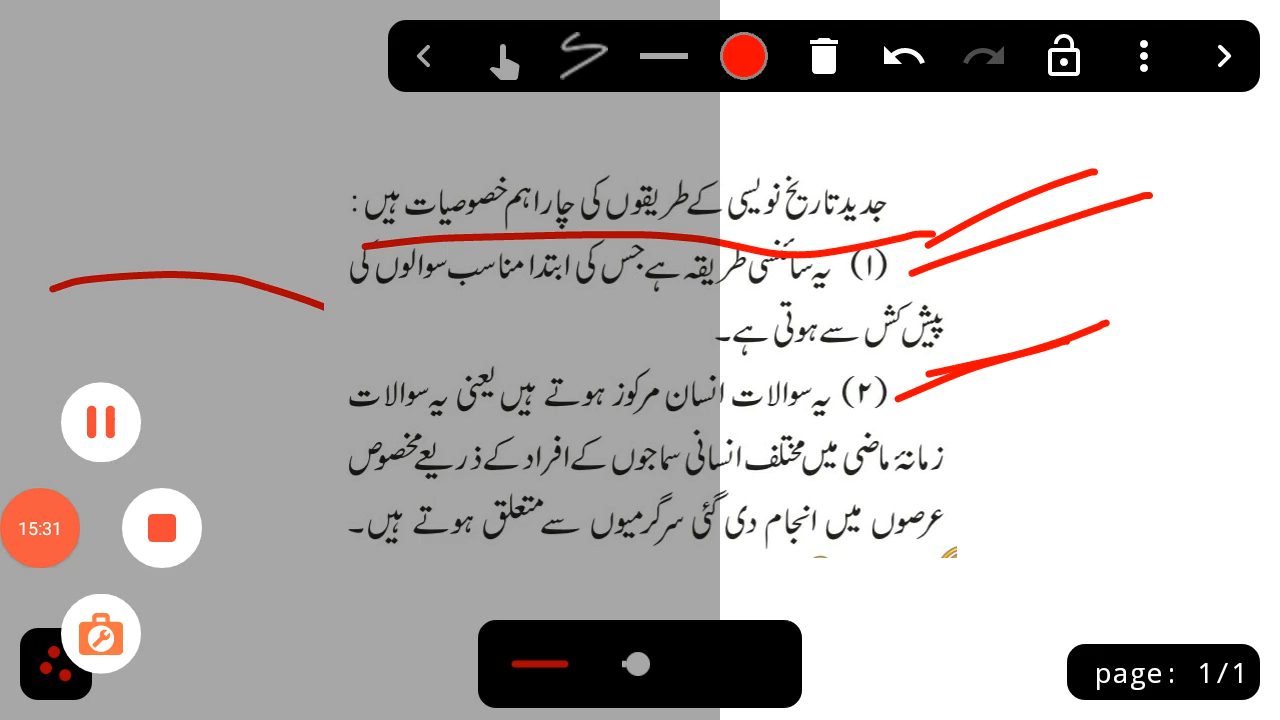 جدید تاریخ نویسی کے طریقوں کی چار اہم خصوصیات ہیں :
(۱) یہ سائنسی طریقہ ہے جس کی ابتدا مناسب سوالوں کی
پیش کش سے ہوتی ہے۔
(۲) یہ سوالات انسان مرکوز ہوتے ہیں یعنی یہ سوالات
زمانۂ ماضی میں مختلف انسانی سماجوں کے افراد کے ذریعے مخصوص
عرصوں میں انجام دی گئی سرگرمیوں سے متعلق ہوتے ہیں۔
15:31
page: 1/1